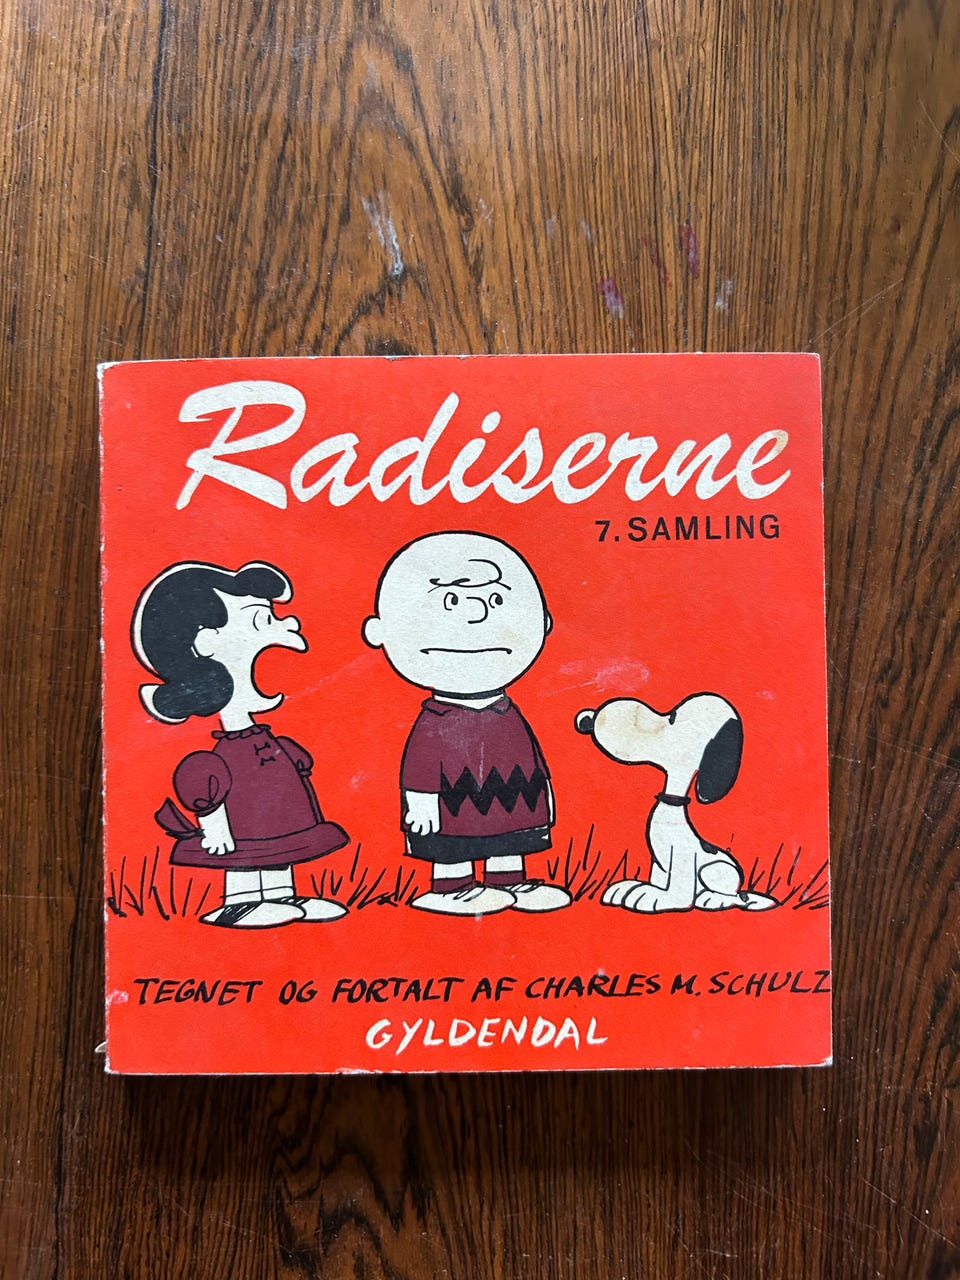 Radiserne
7. SAMLING
TEGNET OG FORTALT AF CHARLES M. SCHULZ
GYLDENDAL